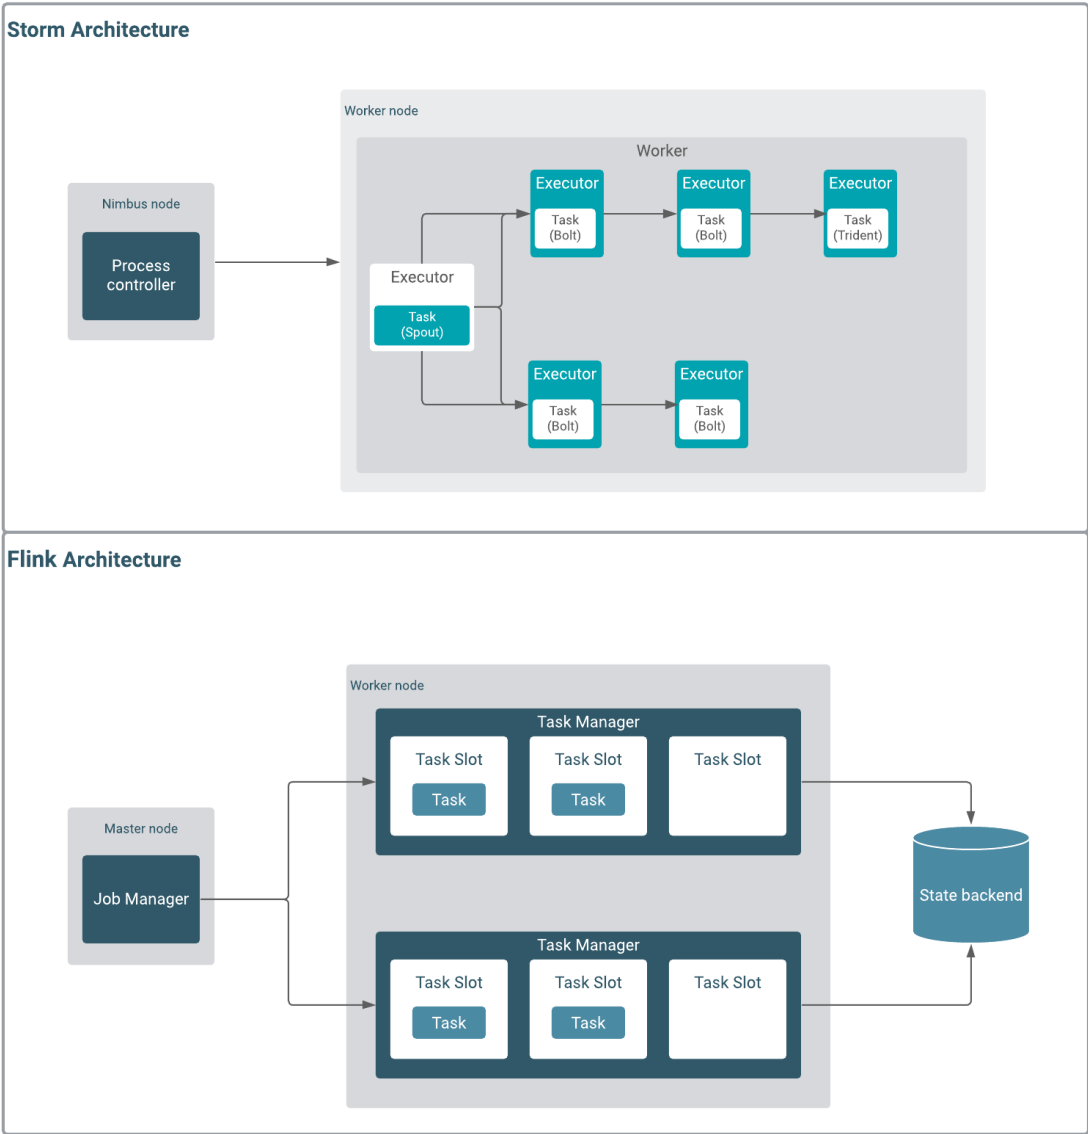 Storm Architecture
Worker node
Worker
Nimbus node
Process
controller
Executor
Task
(Spout)
Executor
Task
(Bolt)
Executor
Task
(Bolt)
Executor
Task
(Trident)
Executor
Task
(Bolt)
Executor
Task
(Bolt)
Flink Architecture
Master node
Job Manager
Worker node
Task Manager
Task Slot
Task
Task Slot
Task
Task Slot
Task Manager
Task Slot
Task
Task Slot
Task
Task Slot
State backend